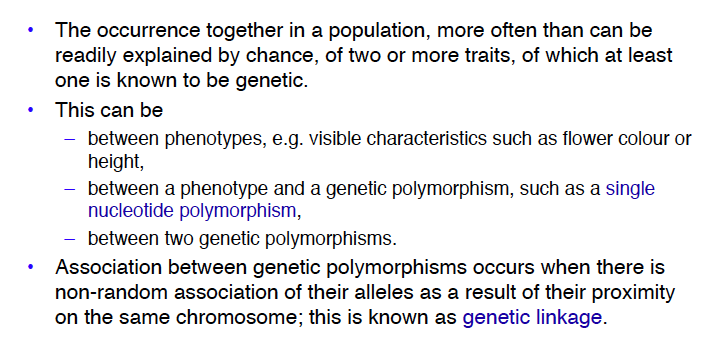 • The occurrence together in a population, more often than can be
readily explained by chance, of two or more traits, of which at least
one is known to be genetic.
• This can be
– between phenotypes, e.g. visible characteristics such as flower colour or
height,
– between a phenotype and a genetic polymorphism, such as a single
nucleotide polymorphism,
– between two genetic polymorphisms.
• Association between genetic polymorphisms occurs when there is
non-random association of their alleles as a result of their proximity
on the same chromosome; this is known as genetic linkage.